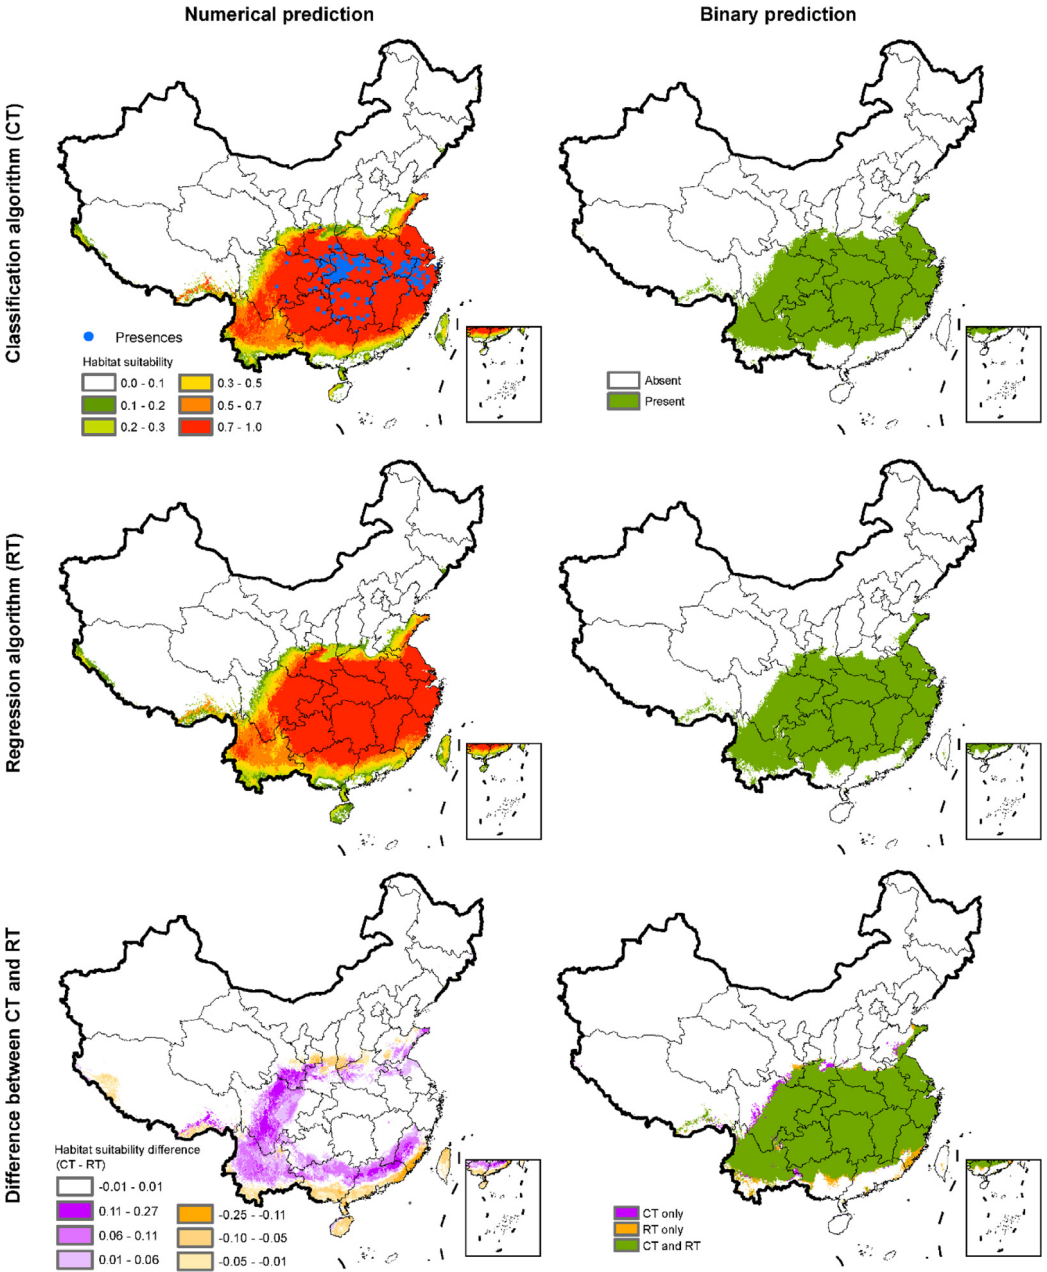 Numerical prediction
Binary prediction
Classification algorithm (CT)
Presences
Habitat suitability
0.0 - 0.1
0.3 - 0.5
0.1 - 0.2
0.5 - 0.7
0.2 - 0.3
0.7 - 1.0
Absent
Present
Regression algorithm (RT)
Difference between CT and RT
Habitat suitability difference
(CT - RT)
-0.01 - 0.01
0.11 - 0.27
-0.25 - -0.11
0.06 - 0.11
-0.10 - -0.05
0.01 - 0.06
-0.05 - -0.01
CT only
RT only
CT and RT